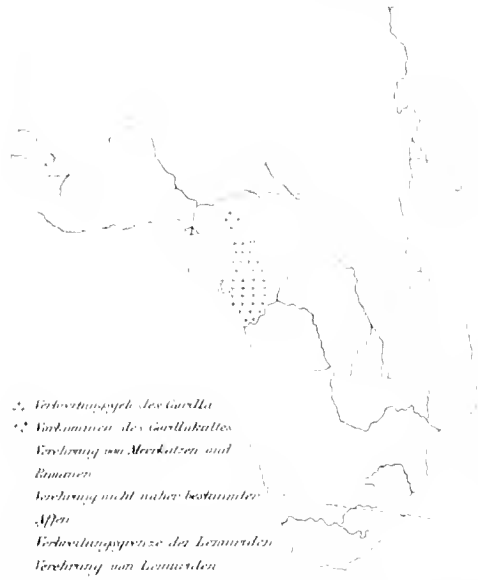 Verbreitungsgeb. des Gorilla
Vorkommen des Gorillakultes
Verehrung von Meerkatzen und
Pavianen
Verehrung nicht näher bestimmter
Affen
Verbreitungsgrenze der Lemuriden
Verehrung von Lemuriden